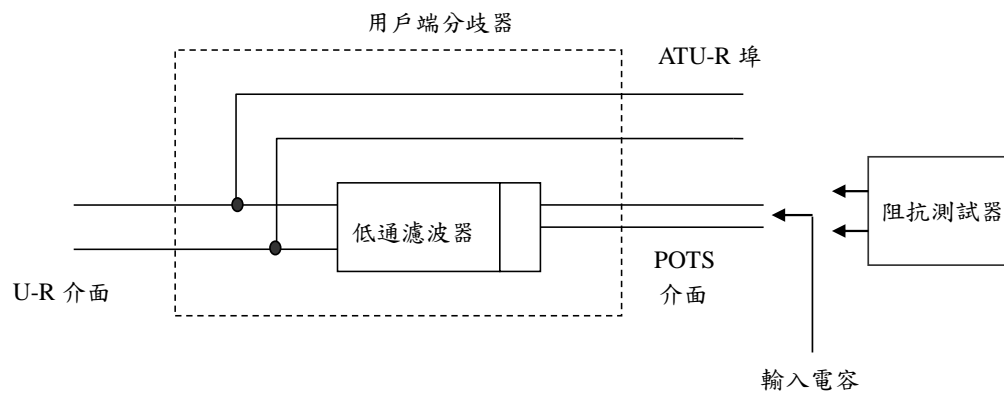 用戶端分歧器
ATU-R 埠
低通濾波器
阻抗測試器
U-R 介面
POTS
介面
輸入電容